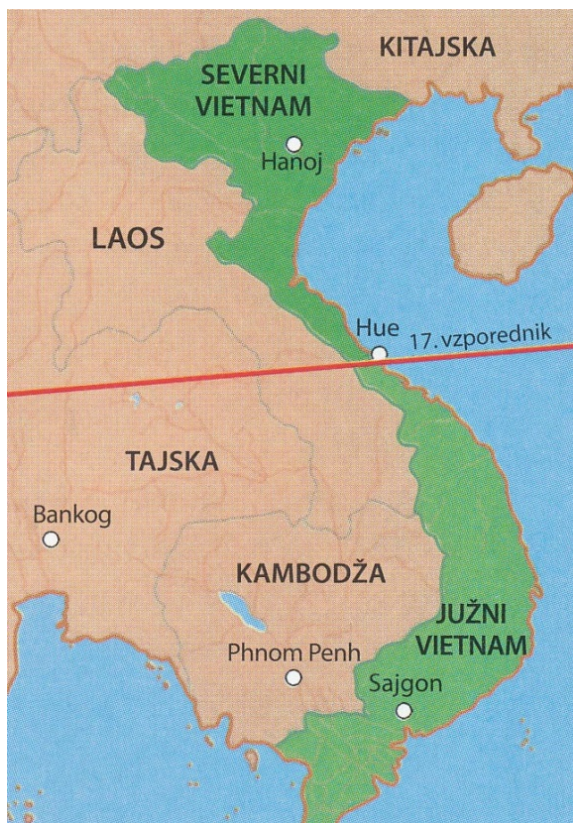 KITAJSKA
SEVERNI
VIETNAM
Hanoj
LAOS
Hue
17. vzporednik
TAJSKA
Bankog
KAMBODŽA
JUŽNI
VIETNAM
Phnom Penh
Sajgon